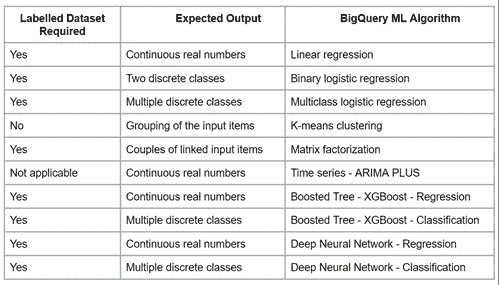 Labelled Dataset Required Expected Output BigQuery ML Algorithm
Yes Continuous real numbers Linear regression
Yes Two discrete classes Binary logistic regression
Yes Multiple discrete classes Multiclass logistic regression
No Grouping of the input items K-means clustering
Yes Couples of linked input items Matrix factorization
Not applicable Continuous real numbers Time series - ARIMA PLUS
Yes Continuous real numbers Boosted Tree - XGBoost - Regression
Yes Multiple discrete classes Boosted Tree - XGBoost - Classification
Yes Continuous real numbers Deep Neural Network - Regression
Yes Multiple discrete classes Deep Neural Network - Classification